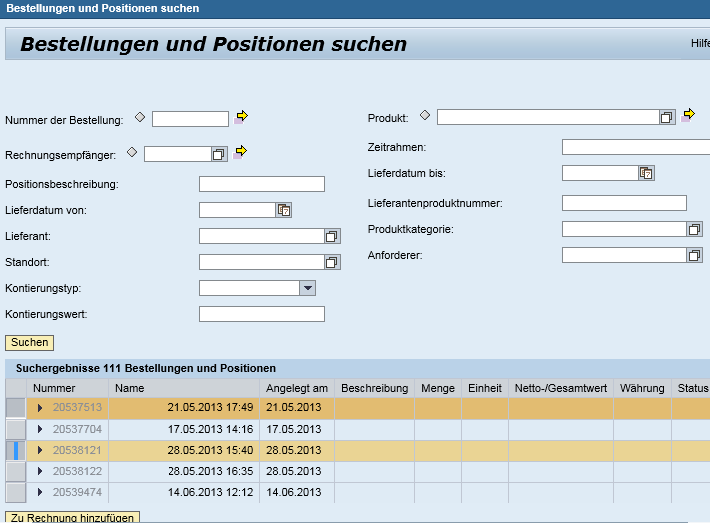 Bestellungen und Positionen suchen
Bestellungen und Positionen suchen
Hilfe
Nummer der Bestellung:
Produkt:
Rechnungsempfänger:
Zeitrahmen:
Positionsbeschreibung:
Lieferdatum bis:
Lieferdatum von:
Lieferantenproduktnummer:
Lieferant:
Produktkategorie:
Standort:
Anforderer:
Kontierungstyp:
Kontierungswert:
Suchen
Suchergebnisse 111 Bestellungen und Positionen
Nummer Name Angelegt am Beschreibung Menge Einheit Netto-/Gesamtwert Währung Status
20537513 21.05.2013 17:49 21.05.2013
20537704 17.05.2013 14:16 17.05.2013
20538121 28.05.2013 15:40 28.05.2013
20538122 28.05.2013 16:35 28.05.2013
20539474 14.06.2013 12:12 14.06.2013
Zu Rechnung hinzufügen